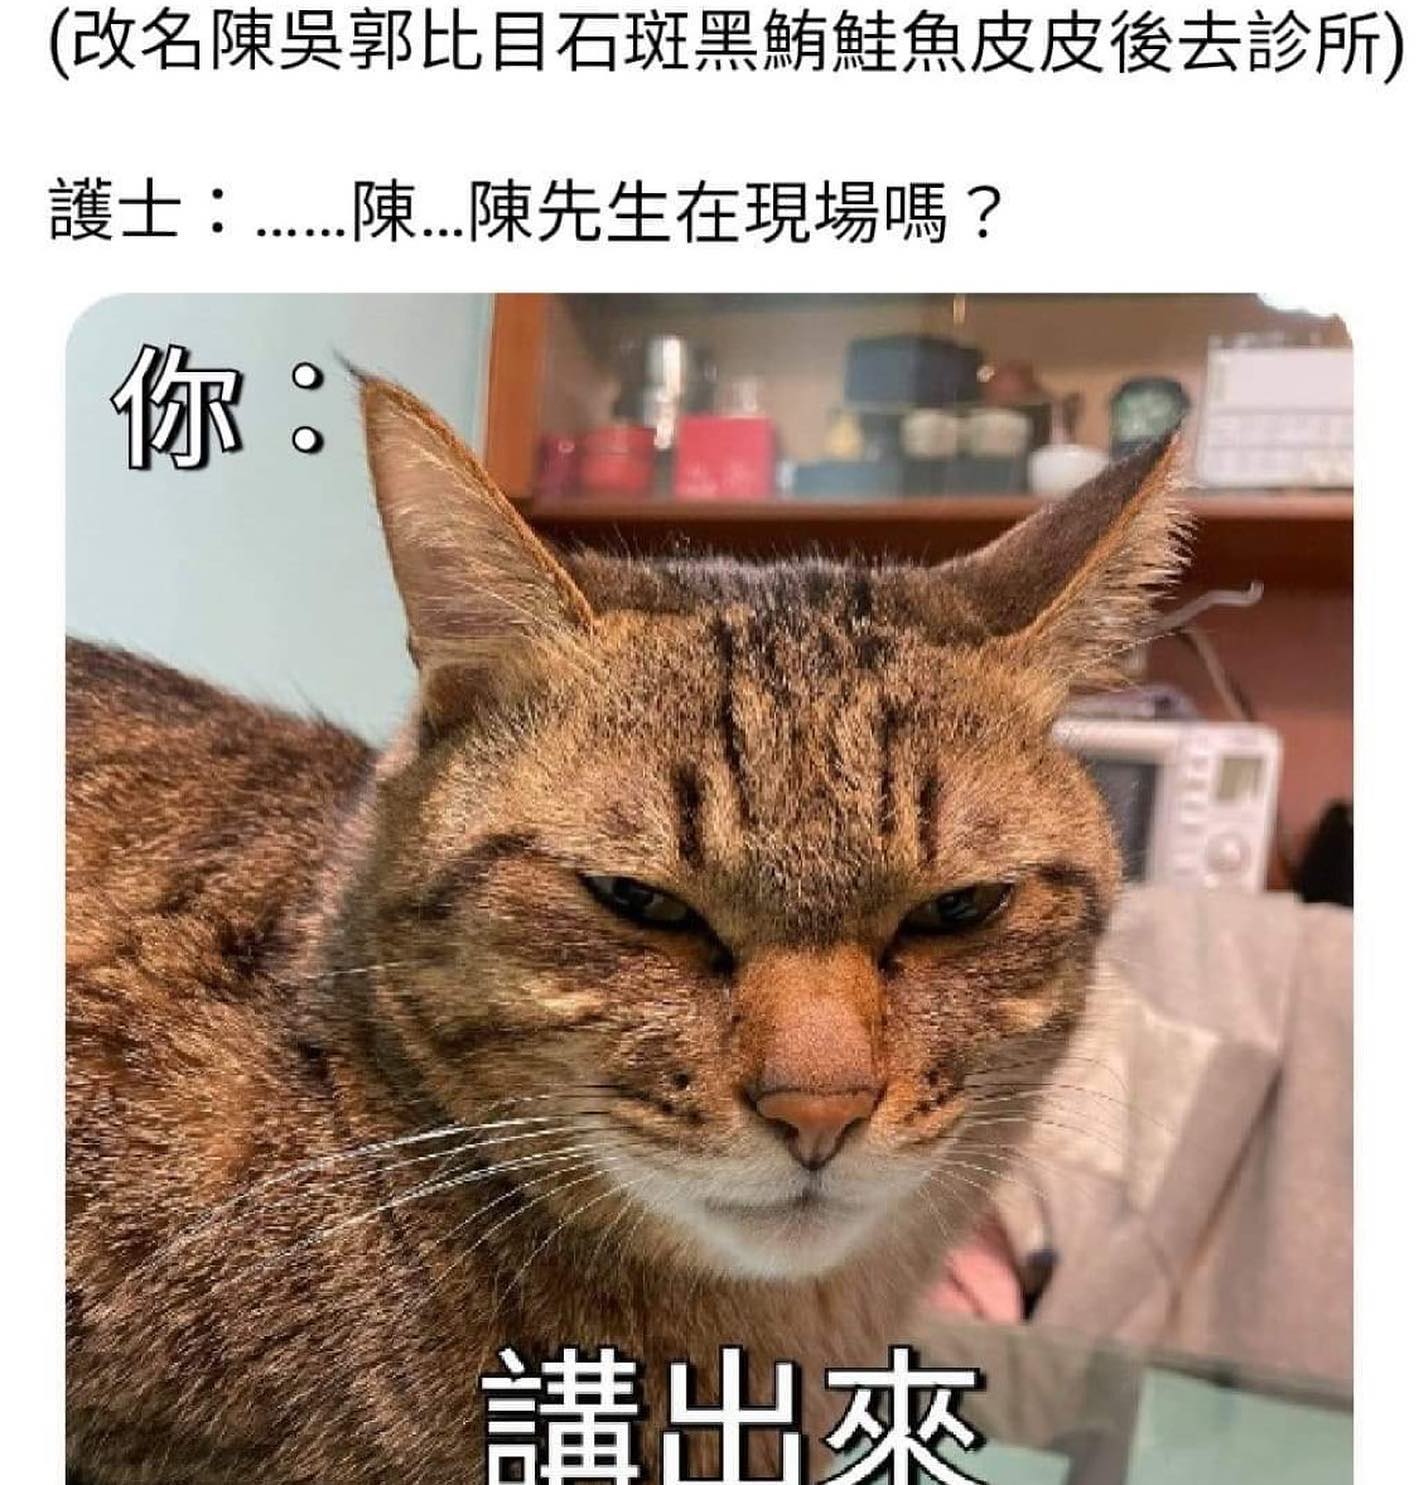 (改名陳吳郭比目石斑黑鮪鮭魚皮皮後去診所)
護士：......陳...陳先生在現場嗎？
你：
講出來